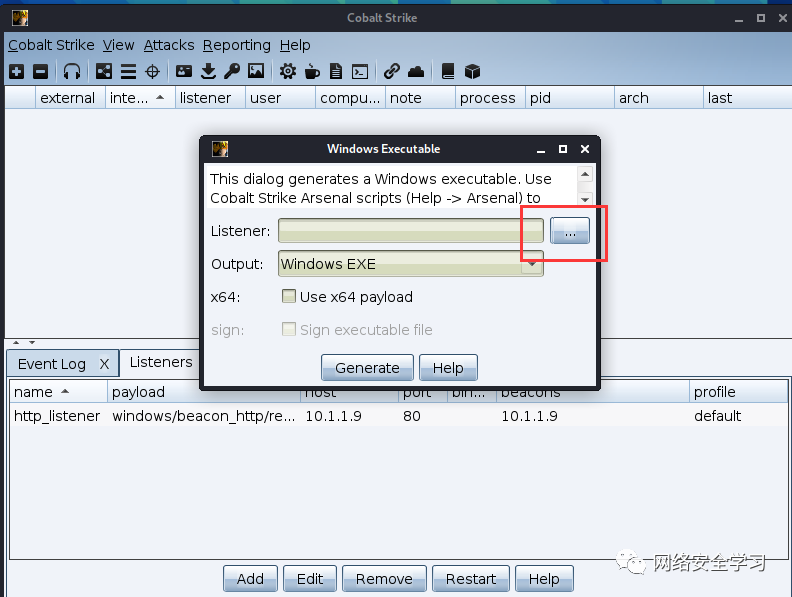 Cobalt Strike
Cobalt Strike View Attacks Reporting Help
external inte... listener user compu... note process pid arch last
Windows Executable
This dialog generates a Windows executable. Use
Cobalt Strike Arsenal scripts (Help -> Arsenal) to
Listener: ...
Output: Windows EXE
x64: Use x64 payload
sign: Sign executable file
Generate Help
Event Log X Listeners
name payload host port bin... beacons profile
http_listener windows/beacon_http/re... 10.1.1.9 80 10.1.1.9 default
网络安全学习
Add Edit Remove Restart Help